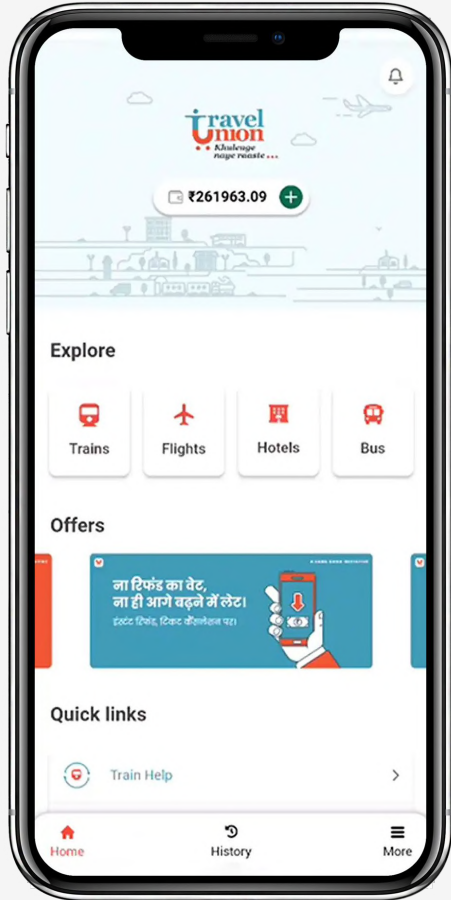 travel
Union
Khulenge
naye raaste...
₹261963.09
Explore
Trains
Flights
Hotels
Bus
Offers
ना रिफंड का वेट,
ना ही आगे बढ़ने में लेट।
इंस्टंट रिफंड, टिकट कैंसलेशन पर।
Quick links
Train Help
Home
History
More